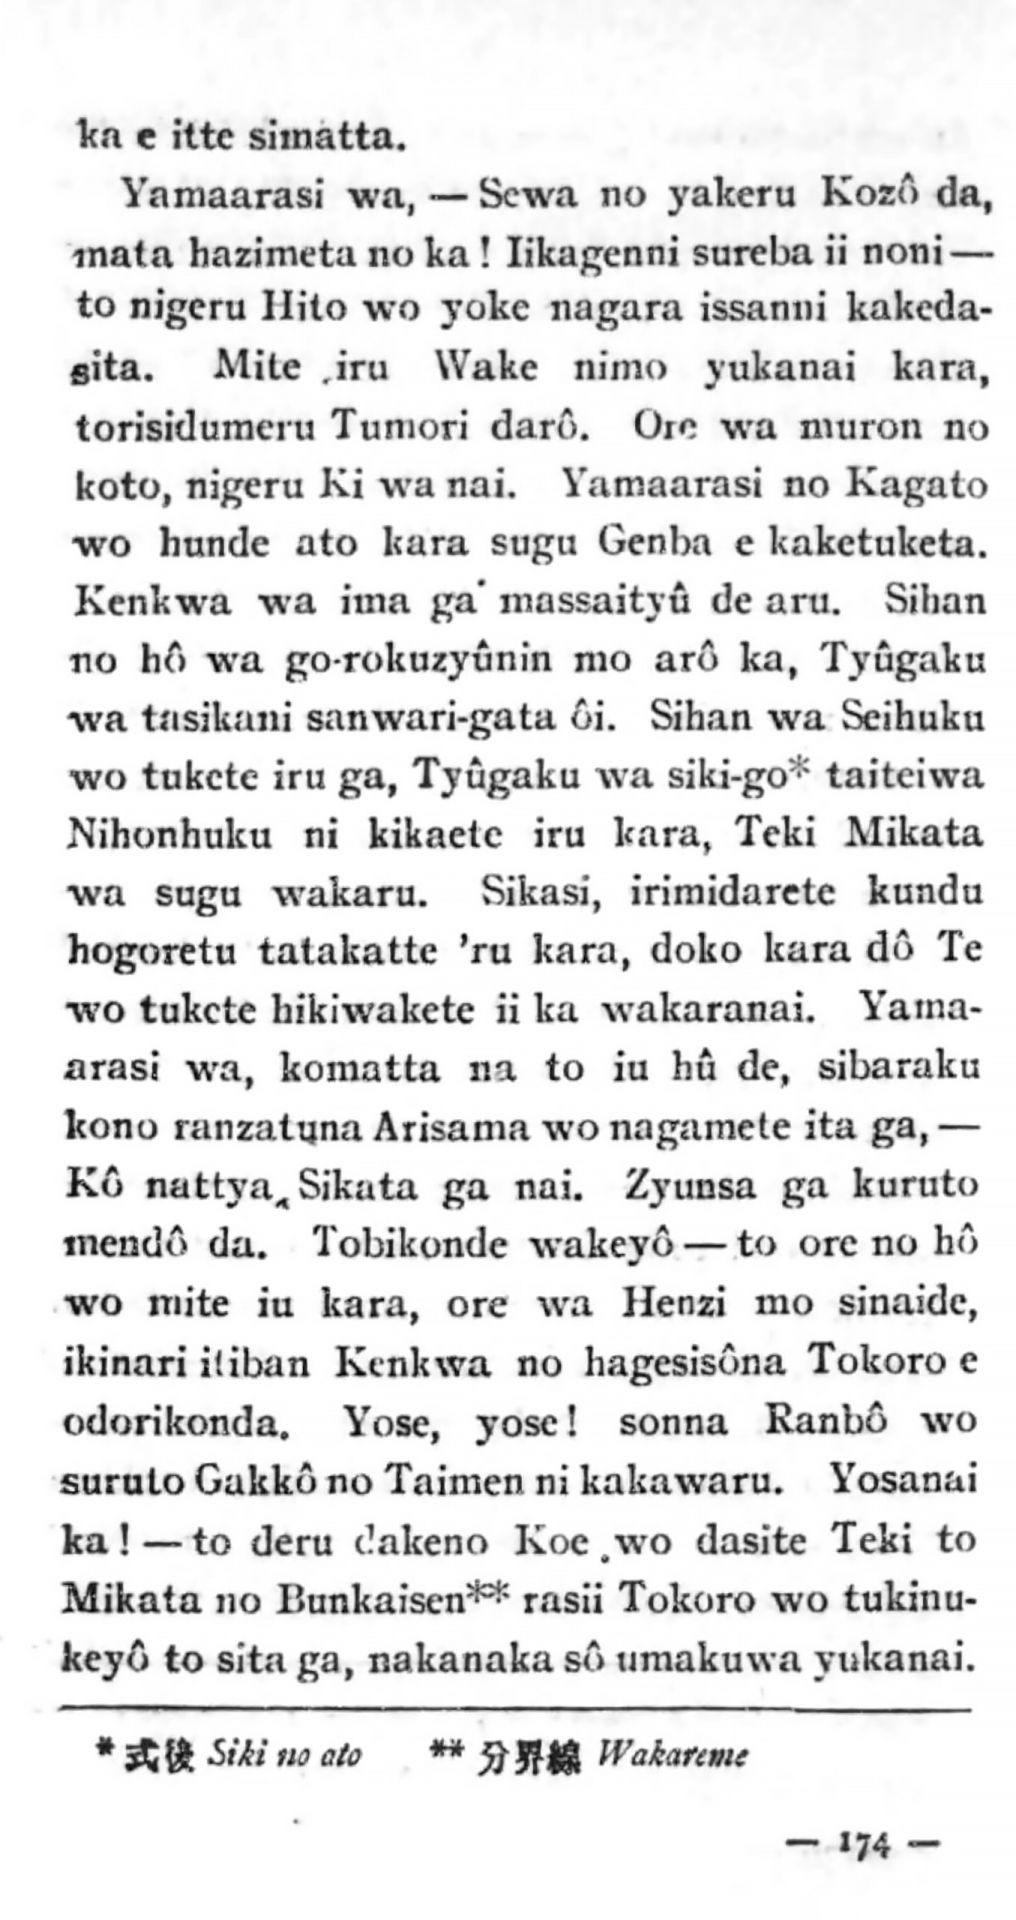 ka e itte simatta.
Yamaarasi wa, — Sewa no yakeru Kozô da,
mata hazimeta no ka! Iikagenni sureba ii noni—
to nigeru Hito wo yoke nagara issanni kakeda-
sita. Mite iru Wake nimo yukanai kara,
torisidumeru Tumori darô. Ore wa muron no
koto, nigeru Ki wa nai. Yamaarasi no Kagato
wo hunde ato kara sugu Genba e kaketuketa.
Kenkwa wa ima ga massaityû de aru. Sihan
no hô wa go-rokuzyûnin mo arô ka, Tyûgaku
wa tasikani sanwari-gata ôi. Sihan wa Seihuku
wo tukete iru ga, Tyûgaku wa siki-go* taiteiwa
Nihonhuku ni kikaete iru kara, Teki Mikata
wa sugu wakaru. Sikasi, irimidarete kundu
hogoretu tatakatte 'ru kara, doko kara dô Te
wo tukete hikiwakete ii ka wakaranai. Yama-
arasi wa, komatta na to iu hû de, sibaraku
kono ranzatuna Arisama wo nagamete ita ga, —
Kô nattya Sikata ga nai. Zyunsa ga kuruto
mendô da. Tobikonde wakeyô — to ore no hô
wo mite iu kara, ore wa Henzi mo sinaide,
ikinari itiban Kenkwa no hagesisôna Tokoro e
odorikonda. Yose, yose! sonna Ranbô wo
suruto Gakkô no Taimen ni kakawaru. Yosanai
ka! — to deru dakeno Koe wo dasite Teki to
Mikata no Bunkaisen** rasii Tokoro wo tukinu-
keyô to sita ga, nakanaka sô umakuwa yukanai.
* 式後 Siki no ato ** 分界線 Wakareme
— 174 —